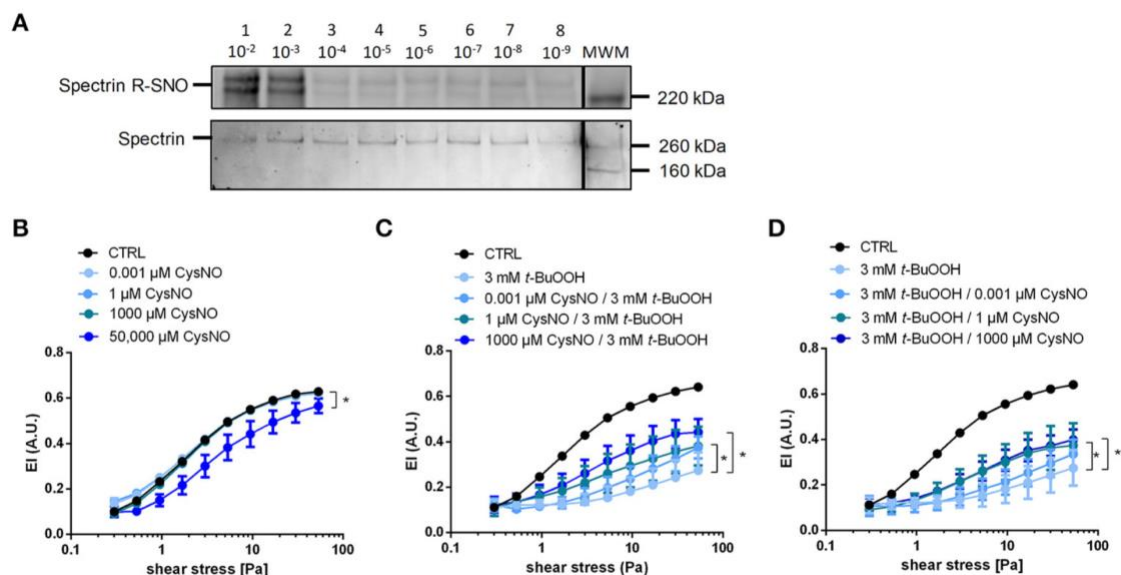 A
1 2 3 4 5 6 7 8
10-2 10-3 10-4 10-5 10-6 10-7 10-8 10-9 MWM
Spectrin R-SNO
220 kDa
Spectrin
260 kDa
160 kDa
B
CTRL
0.001 µM CysNO
1 µM CysNO
1000 µM CysNO
50,000 µM CysNO
0.8
0.6
0.4
0.2
0.0
EI (A.U.)
*
0.1 1 10 100
shear stress [Pa]
C
CTRL
3 mM t-BuOOH
0.001 µM CysNO / 3 mM t-BuOOH
1 µM CysNO / 3 mM t-BuOOH
1000 µM CysNO / 3 mM t-BuOOH
0.8
0.6
0.4
0.2
0.0
EI (A.U.)
* *
0.1 1 10 100
shear stress (Pa)
D
CTRL
3 mM t-BuOOH
3 mM t-BuOOH / 0.001 µM CysNO
3 mM t-BuOOH / 1 µM CysNO
3 mM t-BuOOH / 1000 µM CysNO
0.8
0.6
0.4
0.2
0.0
EI (A.U.)
* *
0.1 1 10 100
shear stress [Pa]